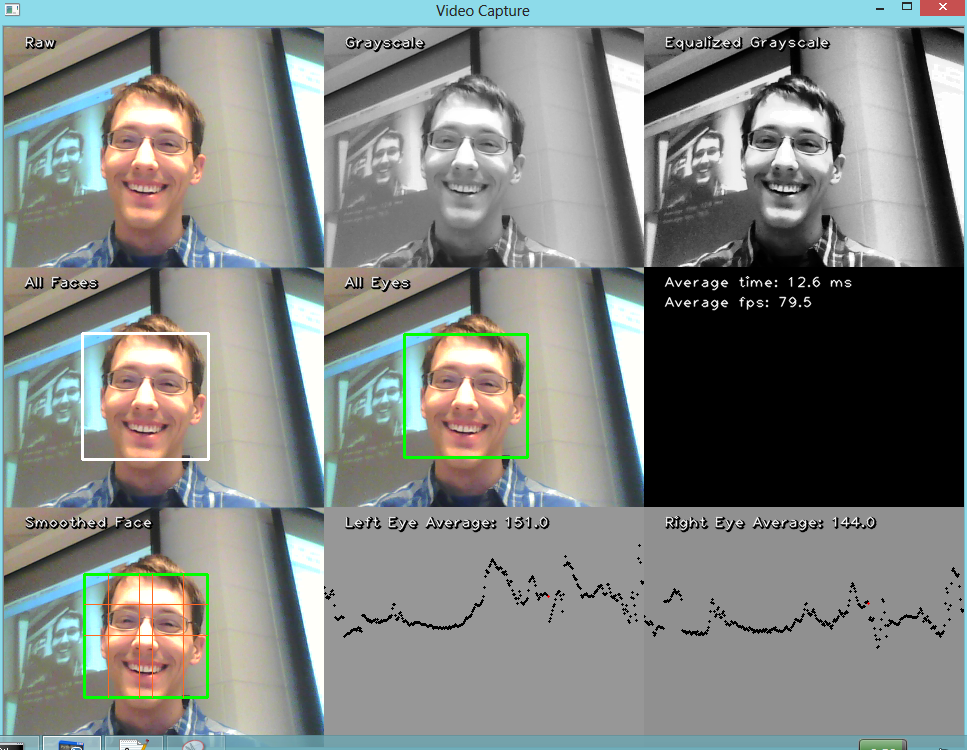 Video Capture
Raw
Grayscale
Equalized Grayscale
All Faces
All Eyes
Average time: 12.6 ms
Average fps: 79.5
Smoothed Face
Left Eye Average: 151.0
Right Eye Average: 144.0